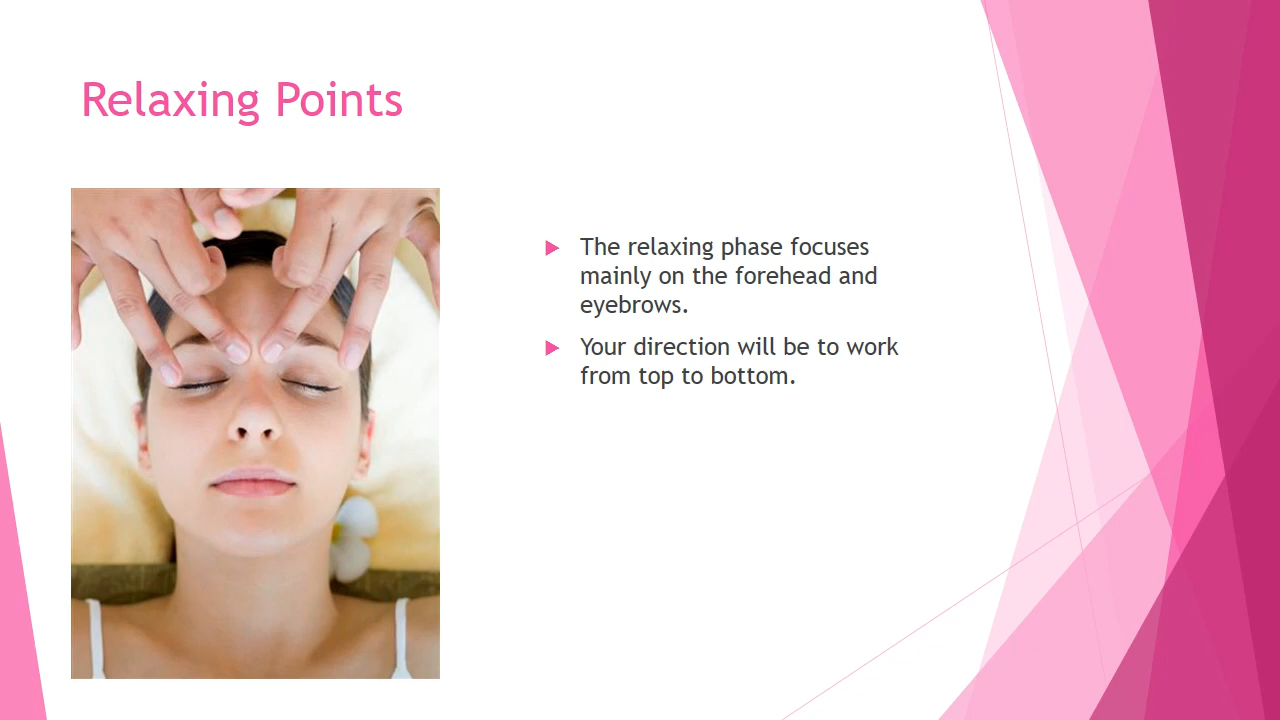 Relaxing Points
The relaxing phase focuses
mainly on the forehead and
eyebrows.
Your direction will be to work
from top to bottom.